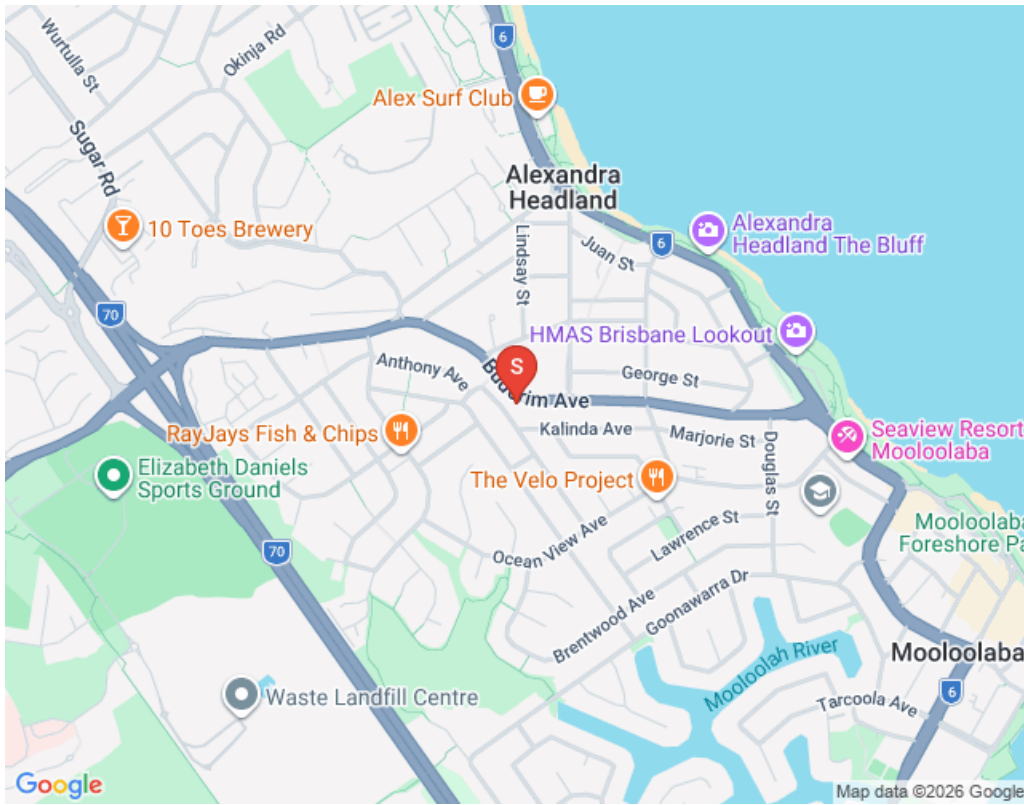 Wurtulla St
Okinja Rd
6
Alex Surf Club
Sugar Rd
Alexandra
Headland
10 Toes Brewery
Lindsay St
Juan St
6
Alexandra
Headland The Bluff
70
HMAS Brisbane Lookout
Anthony Ave
S
George St
Buderim Ave
Kalinda Ave
Marjorie St
RayJays Fish & Chips
Seaview Resort
Mooloolaba
Elizabeth Daniels
Sports Ground
The Velo Project
Douglas St
70
Ocean View Ave
Lawrence St
Mooloolaba
Foreshore Pa
Brentwood Ave
Goonawarra Dr
Mooloolah River
Mooloolaba
6
Waste Landfill Centre
Tarcoola Ave
Google
Map data ©2026 Google